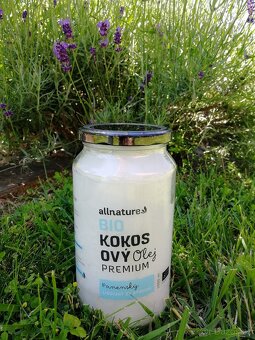 allnature
BIO
KOKOS
OVÝ Olej
PREMIUM
Panenský